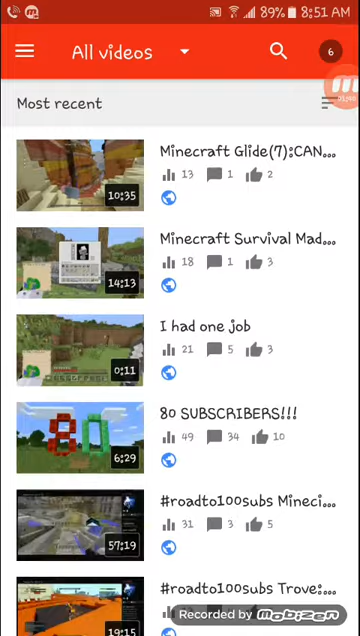 89% 8:51 AM
All videos
6
Most recent
Minecraft Glide(7):CAN...
10:35
13 1 2
Minecraft Survival Mad...
14:13
18 1 3
I had one job
0:11
21 5 3
80 SUBSCRIBERS!!!
6:29
49 34 10
#roadto100subs Mineci...
57:19
31 3 5
#roadto100subs Trove:...
19:15
Recorded by Mobizen